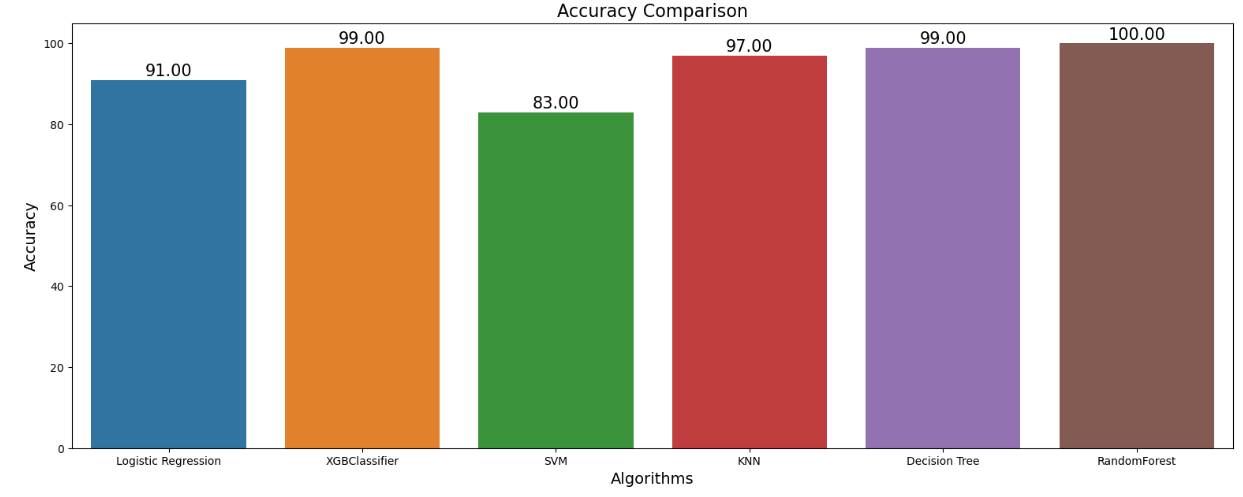 Accuracy Comparison
100
80
60
40
20
0
Accuracy
91.00
99.00
83.00
97.00
99.00
100.00
Logistic Regression
XGBClassifier
SVM
KNN
Decision Tree
RandomForest
Algorithms